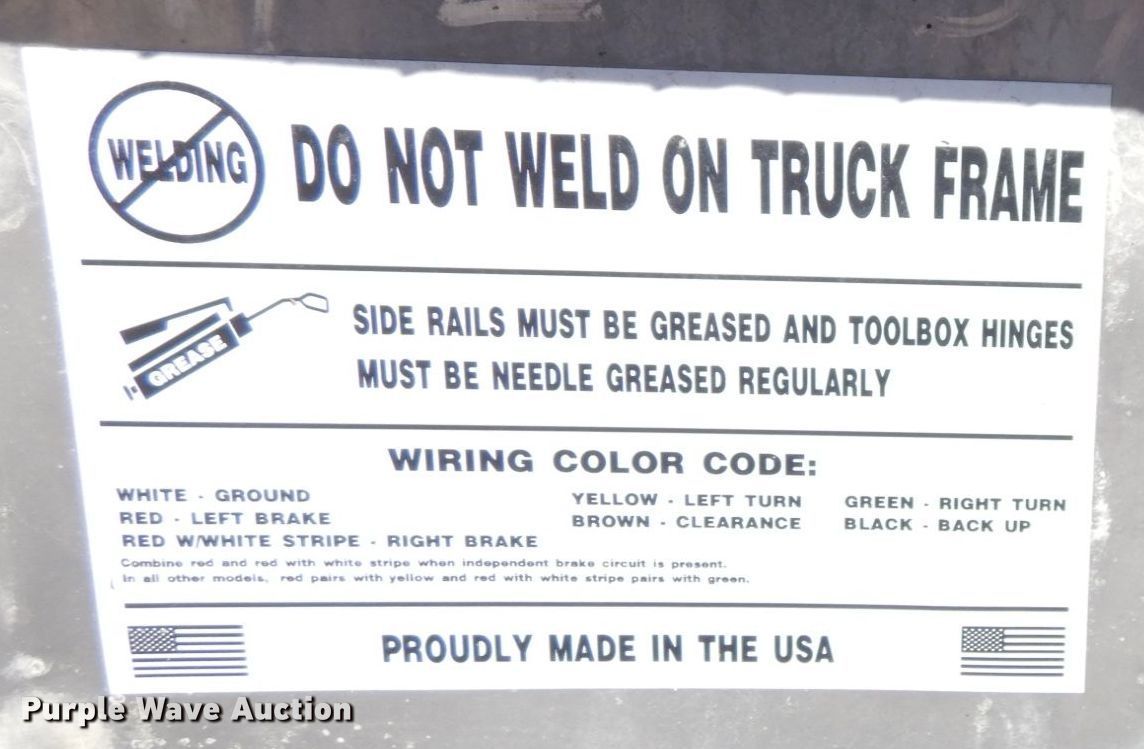 WELDING
DO NOT WELD ON TRUCK FRAME
GREASE
SIDE RAILS MUST BE GREASED AND TOOLBOX HINGES
MUST BE NEEDLE GREASED REGULARLY
WIRING COLOR CODE:
WHITE - GROUND
RED - LEFT BRAKE
RED W/WHITE STRIPE - RIGHT BRAKE
YELLOW - LEFT TURN
BROWN - CLEARANCE
GREEN - RIGHT TURN
BLACK - BACK UP
Combine red and red with white stripe when independent brake circuit is present.
In all other models, red pairs with yellow and red with white stripe pairs with green.
PROUDLY MADE IN THE USA
Purple Wave Auction